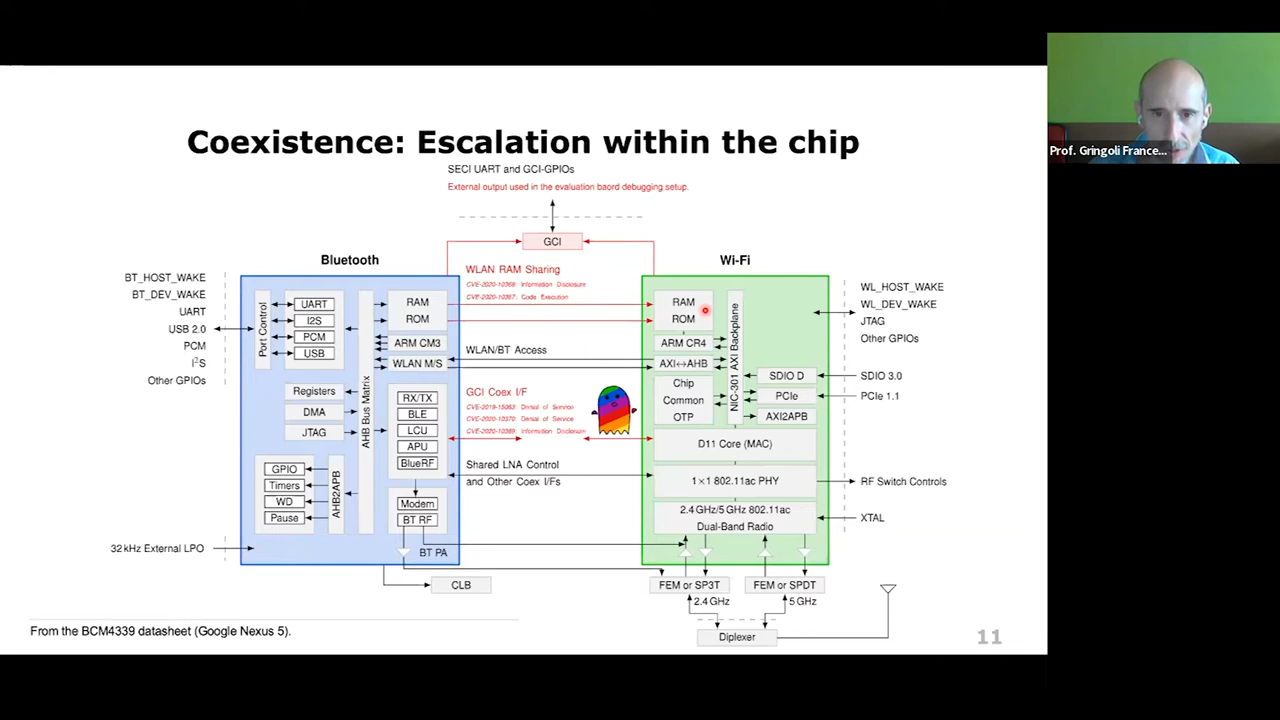 Coexistence: Escalation within the chip
SECI UART and GCI-GPIOs
External output used in the evaluation baord debugging setup.
GCI
Bluetooth
Wi-Fi
BT_HOST_WAKE
BT_DEV_WAKE
UART
USB 2.0
PCM
I²S
Other GPIOs
32 kHz External LPO
Port Control
UART
I2S
PCM
USB
Registers
DMA
JTAG
GPIO
Timers
WD
Pause
AHB2APB
AHB Bus Matrix
RAM
ROM
ARM CM3
WLAN M/S
RX/TX
BLE
LCU
APU
BlueRF
Modem
BT RF
BT PA
CLB
WLAN RAM Sharing
CVE-2020-10368: Information Disclosure
CVE-2020-10367: Code Execution
WLAN/BT Access
GCI Coex I/F
CVE-2019-15063: Denial of Service
CVE-2020-10370: Denial of Service
CVE-2020-10369: Information Disclosure
Shared LNA Control
and Other Coex I/Fs
RAM
ROM
ARM CR4
AXI↔AHB
Chip
Common
OTP
NIC-301 AXI Backplane
SDIO D
PCIe
AXI2APB
D11 Core (MAC)
1×1 802.11ac PHY
2.4 GHz/5 GHz 802.11ac
Dual-Band Radio
WL_HOST_WAKE
WL_DEV_WAKE
JTAG
Other GPIOs
SDIO 3.0
PCIe 1.1
RF Switch Controls
XTAL
FEM or SP3T
FEM or SPDT
2.4 GHz
5 GHz
Diplexer
From the BCM4339 datasheet (Google Nexus 5).
11
Prof. Gringoli France...